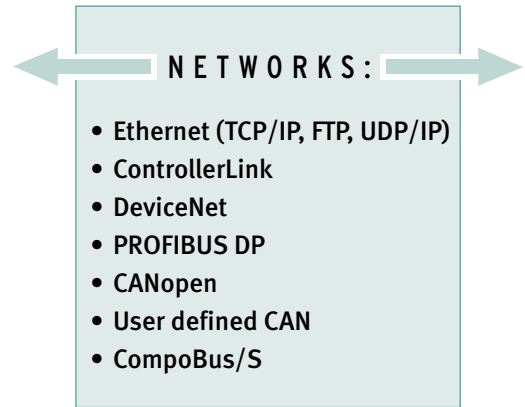 NETWORKS:
• Ethernet (TCP/IP, FTP, UDP/IP)
• ControllerLink
• DeviceNet
• PROFIBUS DP
• CANopen
• User defined CAN
• CompoBus/S